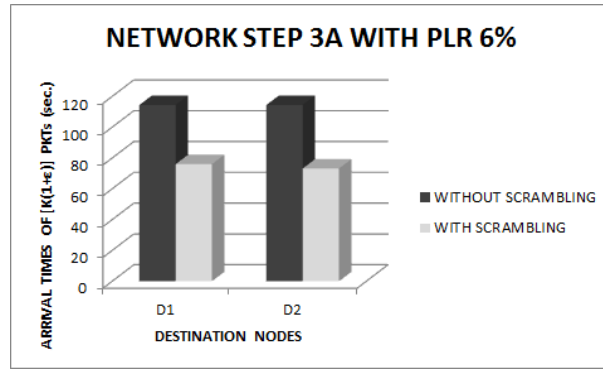 NETWORK STEP 3A WITH PLR 6%
ARRIVAL TIMES OF [K(1+ε)] PKTs (sec.)
120
100
80
60
40
20
0
D1 D2
DESTINATION NODES
WITHOUT SCRAMBLING
WITH SCRAMBLING